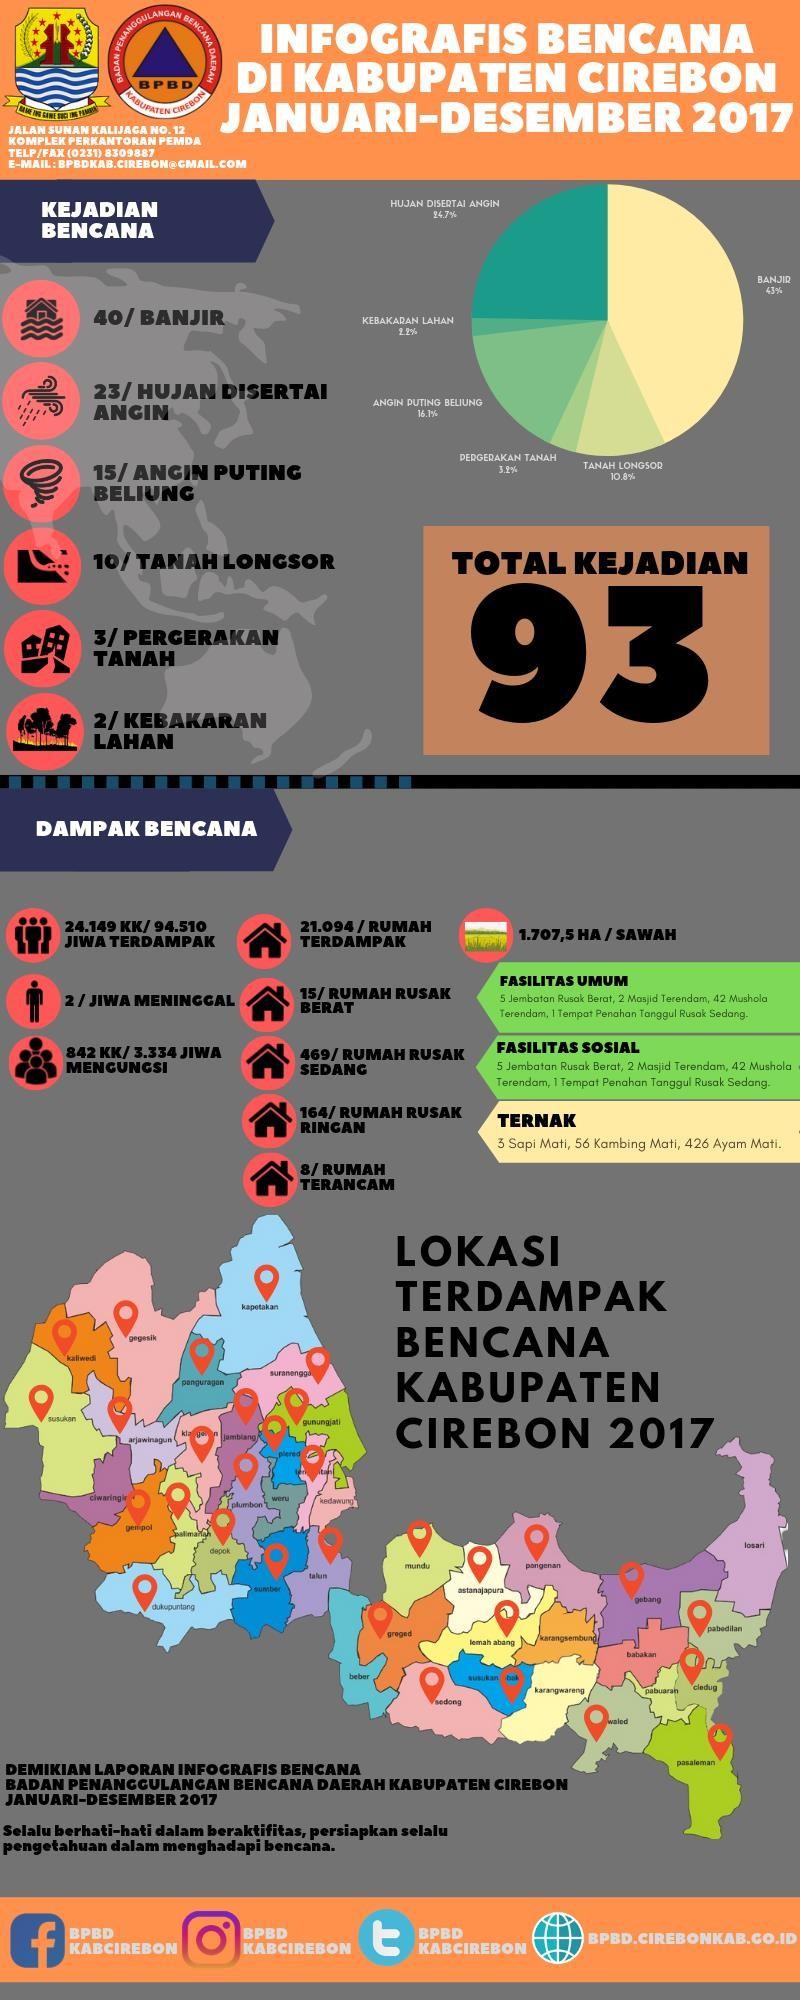 INFOGRAFIS BENCANA
DI KABUPATEN CIREBON
JANUARI-DESEMBER 2017
BADAN PENANGGULANGAN BENCANA DAERAH
BPBD
KABUPATEN CIREBON
JALAN SUNAN KALIJAGA NO. 12
KOMPLEK PERKANTORAN PEMDA
TELP/FAX (0231) 8309887
E-MAIL : BPBDKAB.CIREBON@GMAIL.COM
KEJADIAN
BENCANA
40/ BANJIR
23/ HUJAN DISERTAI
ANGIN
15/ ANGIN PUTING
BELIUNG
10/ TANAH LONGSOR
3/ PERGERAKAN
TANAH
2/ KEBAKARAN
LAHAN
HUJAN DISERTAI ANGIN
24.7%
BANJIR
43%
KEBAKARAN LAHAN
2.2%
ANGIN PUTING BELIUNG
16.1%
PERGERAKAN TANAH
3.2%
TANAH LONGSOR
10.8%
TOTAL KEJADIAN
93
DAMPAK BENCANA
24.149 KK/ 94.510
JIWA TERDAMPAK
2 / JIWA MENINGGAL
842 KK/ 3.334 JIWA
MENGUNGSI
21.094 / RUMAH
TERDAMPAK
15/ RUMAH RUSAK
BERAT
469/ RUMAH RUSAK
SEDANG
164/ RUMAH RUSAK
RINGAN
8/ RUMAH
TERANCAM
1.707,5 HA / SAWAH
FASILITAS UMUM
5 Jembatan Rusak Berat, 2 Masjid Terendam, 42 Mushola
Terendam, 1 Tempat Penahan Tanggul Rusak Sedang.
FASILITAS SOSIAL
5 Jembatan Rusak Berat, 2 Masjid Terendam, 42 Mushola
Terendam, 1 Tempat Penahan Tanggul Rusak Sedang.
TERNAK
3 Sapi Mati, 56 Kambing Mati, 426 Ayam Mati.
LOKASI
TERDAMPAK
BENCANA
KABUPATEN
CIREBON 2017
kapetakan
gegesik
kaliwedi
panguragan
suranenggala
susukan
gunungjati
arjawinagun
jamblang
plered
ciwaringin
plumbon
weru
kedawung
gempol
palimanan
depok
sumber
talun
dukupuntang
mundu
astanajapura
pangenan
losari
gebang
greged
lemah abang
karangsembung
pabedilan
babakan
beber
susukan
bak
sedong
karangwareng
pabuaran
ciedug
waled
pasaleman
DEMIKIAN LAPORAN INFOGRAFIS BENCANA
BADAN PENANGGULANGAN BENCANA DAERAH KABUPATEN CIREBON
JANUARI-DESEMBER 2017
Selalu berhati-hati dalam beraktifitas, persiapkan selalu
pengetahuan dalam menghadapi bencana.
BPBD
KABCIREBON
BPBD
KABCIREBON
BPBD
KABCIREBON
BPBD.CIREBONKAB.GO.ID